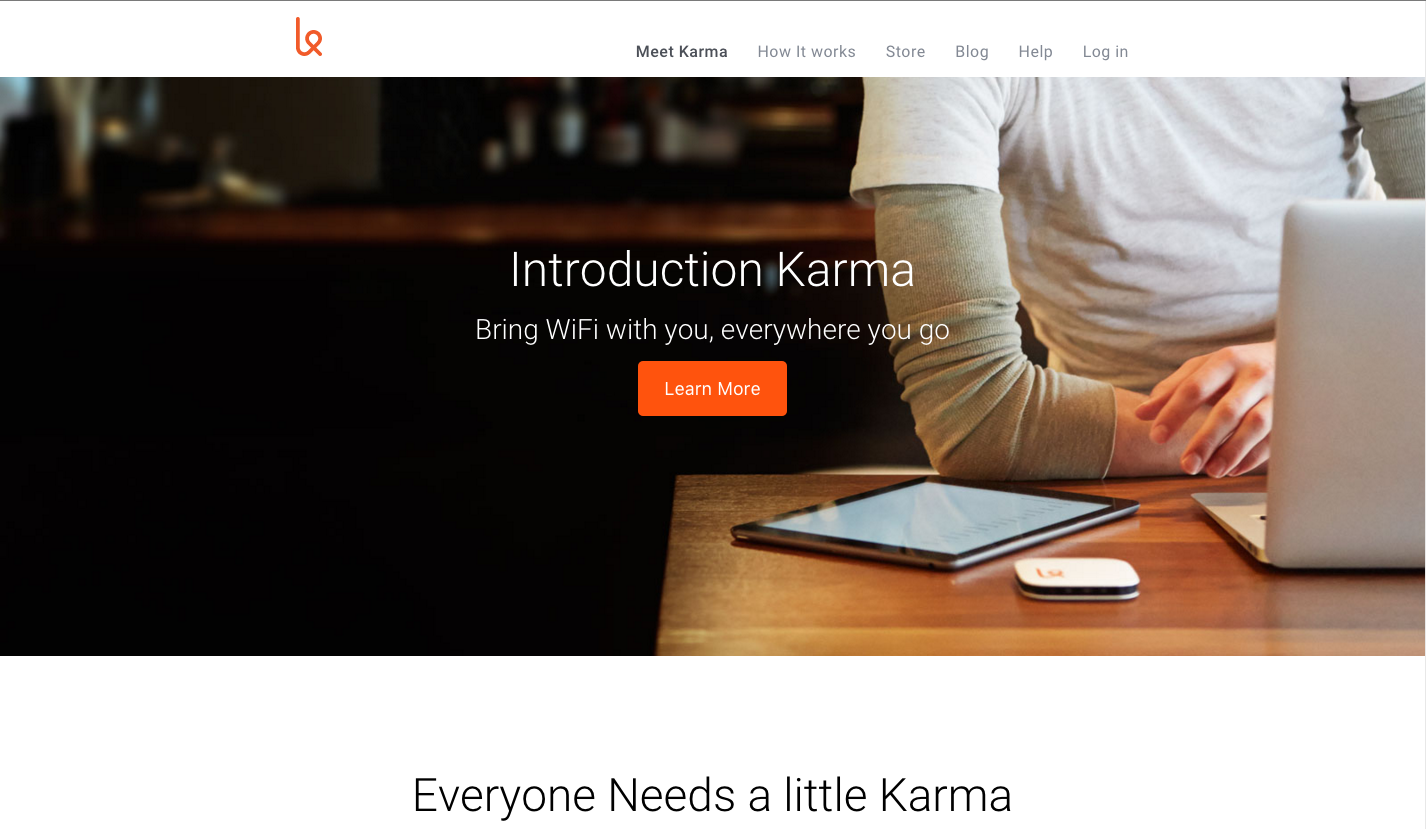 Meet Karma How It works Store Blog Help Log in
Introduction Karma
Bring WiFi with you, everywhere you go
Learn More
Everyone Needs a little Karma